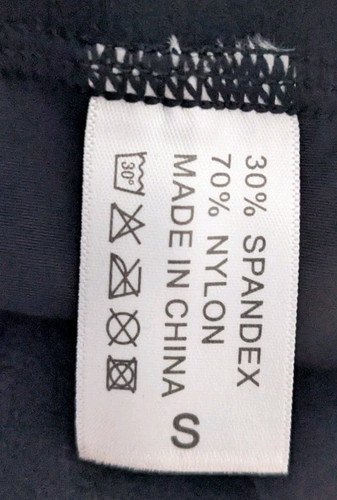 30% SPANDEX
70% NYLON
MADE IN CHINA
S
30°